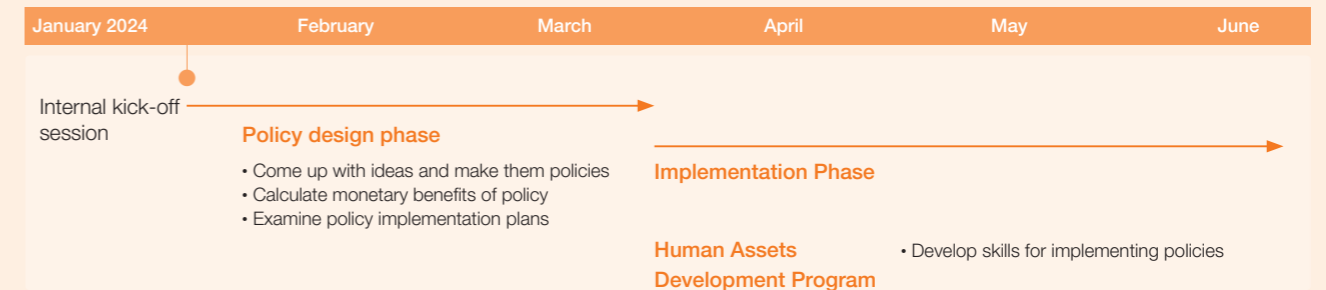 January 2024 February March April May June
Internal kick-off
session
Policy design phase
• Come up with ideas and make them policies
• Calculate monetary benefits of policy
• Examine policy implementation plans
Implementation Phase
Human Assets
Development Program
• Develop skills for implementing policies